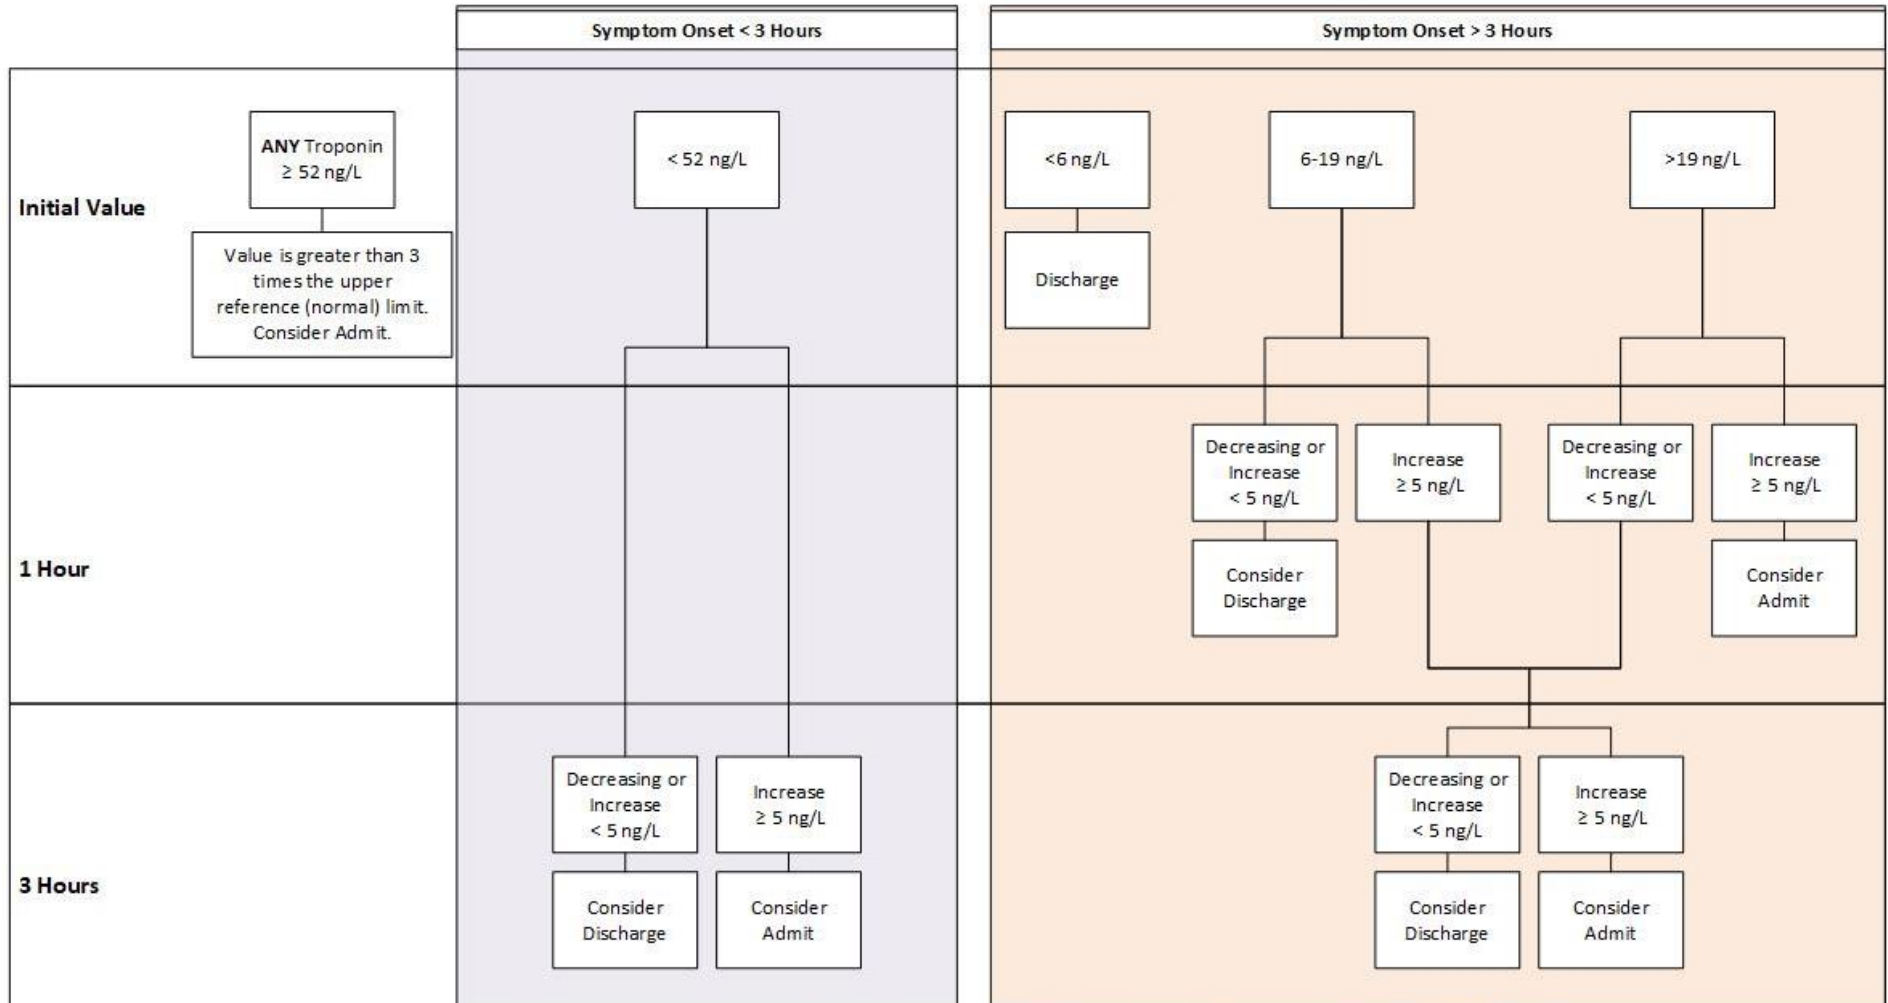 Symptom Onset < 3 Hours
Symptom Onset > 3 Hours
Initial Value
ANY Troponin
≥ 52 ng/L
Value is greater than 3
times the upper
reference (normal) limit.
Consider Admit.
< 52 ng/L
<6 ng/L
Discharge
6-19 ng/L
>19 ng/L
1 Hour
Decreasing or
Increase
< 5 ng/L
Consider
Discharge
Increase
≥ 5 ng/L
Decreasing or
Increase
< 5 ng/L
Increase
≥ 5 ng/L
Consider
Admit
3 Hours
Decreasing or
Increase
< 5 ng/L
Consider
Discharge
Increase
≥ 5 ng/L
Consider
Admit
Decreasing or
Increase
< 5 ng/L
Consider
Discharge
Increase
≥ 5 ng/L
Consider
Admit